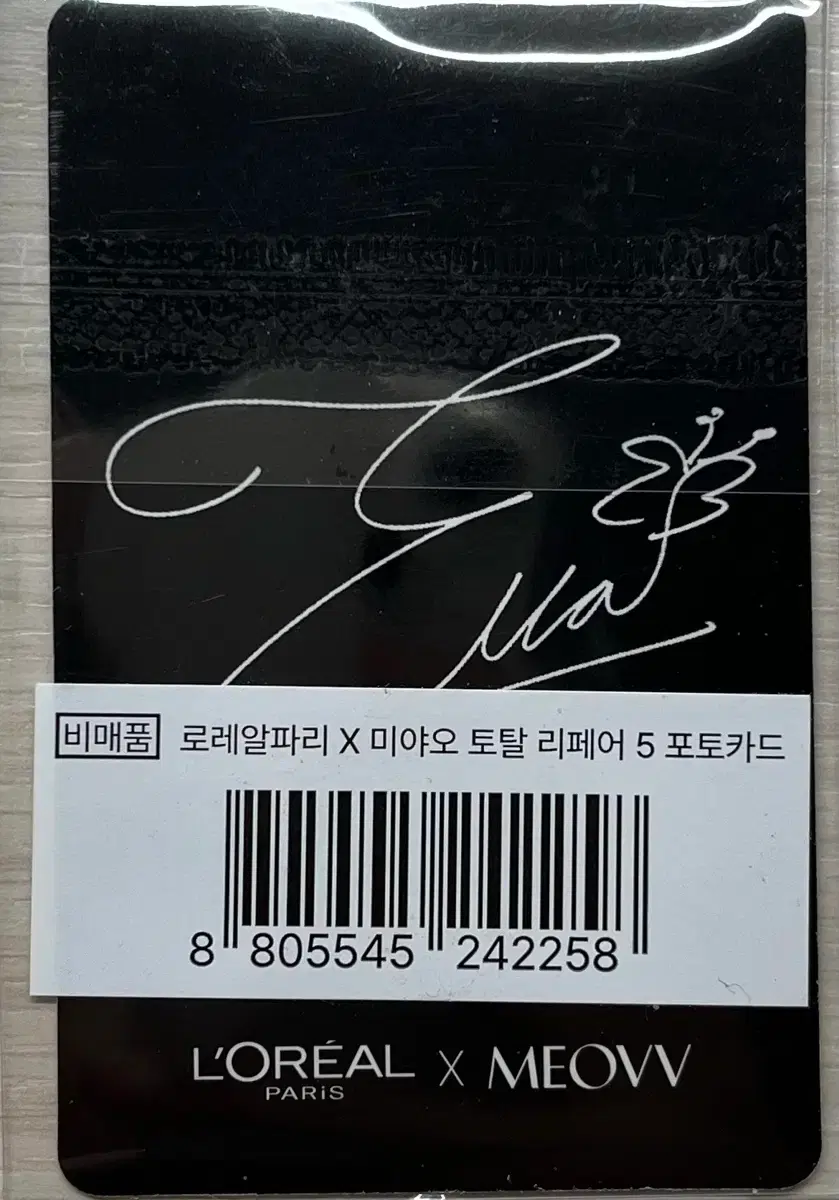 비매품 로레알파리 X 미야오 토탈 리페어 5 포토카드
8 805545 242258
L'ORÉAL PARiS X MEOVV